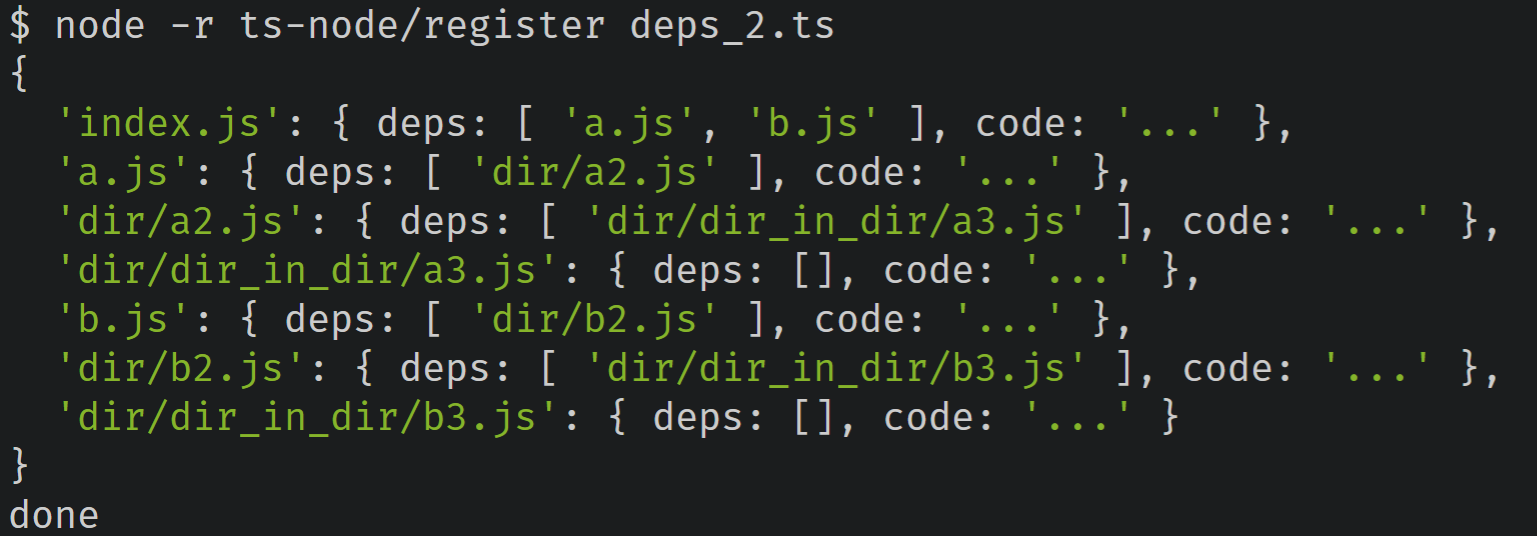 $ node -r ts-node/register deps_2.ts
{
  'index.js': { deps: [ 'a.js', 'b.js' ], code: '...' },
  'a.js': { deps: [ 'dir/a2.js' ], code: '...' },
  'dir/a2.js': { deps: [ 'dir/dir_in_dir/a3.js' ], code: '...' },
  'dir/dir_in_dir/a3.js': { deps: [], code: '...' },
  'b.js': { deps: [ 'dir/b2.js' ], code: '...' },
  'dir/b2.js': { deps: [ 'dir/dir_in_dir/b3.js' ], code: '...' },
  'dir/dir_in_dir/b3.js': { deps: [], code: '...' }
}
done